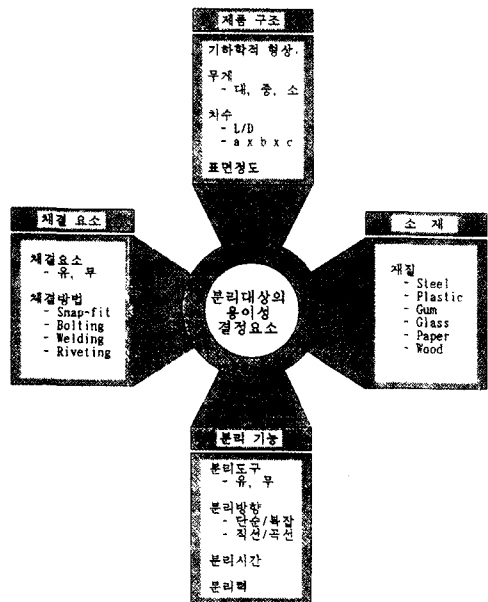 제품 구조
기하학적 형상
무게
- 대, 중, 소
치수
- L/D
- a x b x c
표면정도
체결 요소
체결요소
- 유, 무
체결방법
- Snap-fit
- Bolting
- Welding
- Riveting
분리대상의
용이성
결정요소
소 재
재질
- Steel
- Plastic
- Gum
- Glass
- Paper
- Wood
분리 기능
분리도구
- 유, 무
분리방향
- 단순/복잡
- 직선/곡선
분리시간
분리력